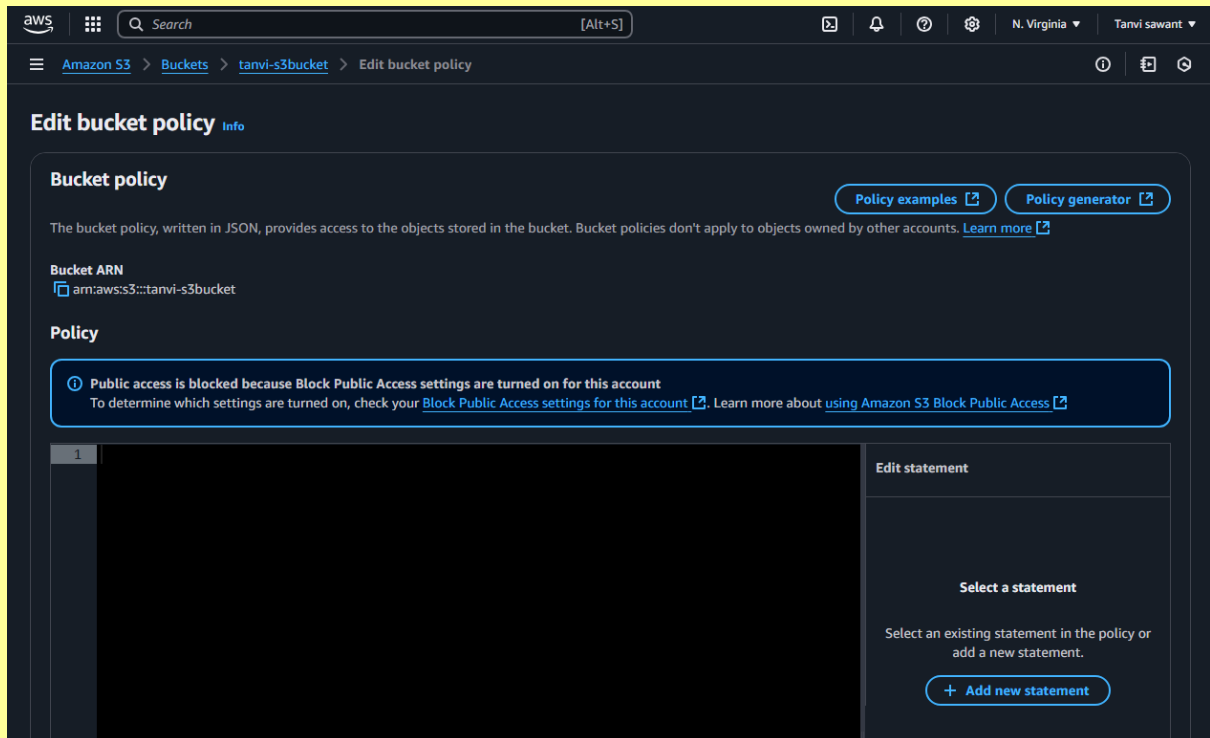 aws Search [Alt+S] N. Virginia Tanvi sawant
Amazon S3 > Buckets > tanvi-s3bucket > Edit bucket policy
Edit bucket policy Info
Bucket policy
Policy examples Policy generator
The bucket policy, written in JSON, provides access to the objects stored in the bucket. Bucket policies don't apply to objects owned by other accounts. Learn more
Bucket ARN
arn:aws:s3:::tanvi-s3bucket
Policy
Public access is blocked because Block Public Access settings are turned on for this account
To determine which settings are turned on, check your Block Public Access settings for this account. Learn more about using Amazon S3 Block Public Access
1
Edit statement
Select a statement
Select an existing statement in the policy or
add a new statement.
+ Add new statement